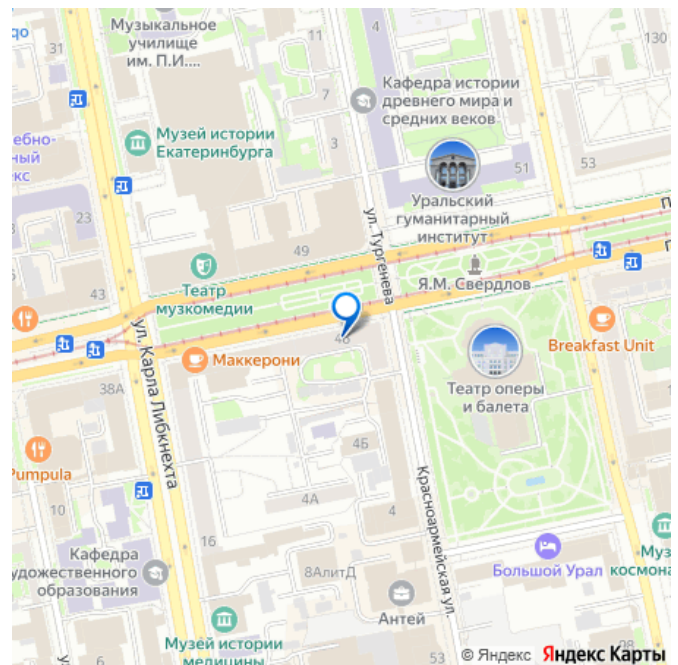 Музыкальное
училище
им. П.И....
11
4
130
31
7
Кафедра истории
древнего мира и
средних веков
Музей истории
Екатеринбурга
3
51
53
Уральский
гуманитарный
институт
23
ул. Тургенева
49
43
Театр
музкомедии
Я.М. Свердлов
Маккерони
Breakfast Unit
38А
ул. Карла Либкнехта
Театр оперы
и балета
4Б
Pumpula
4А
10
4
Красноармейская ул.
16
Кафедра
8АлитД
Большой Урал
образования
Антей
Музей истории
медицины
53
28
© Яндекс Яндекс Карты